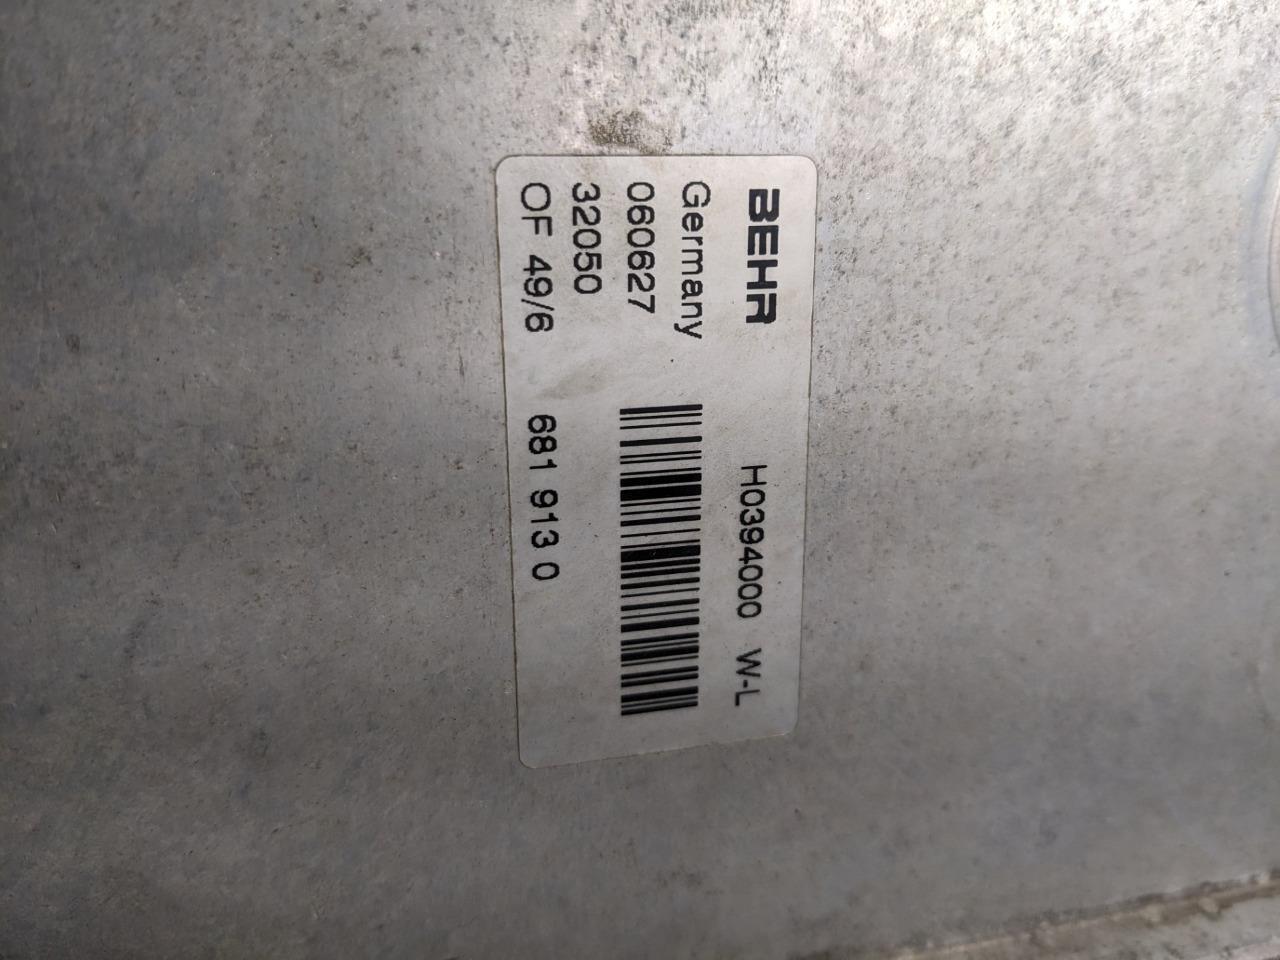 BEHR H0394000 W-L
Germany
060627
32050
OF 49/6 681 913 0